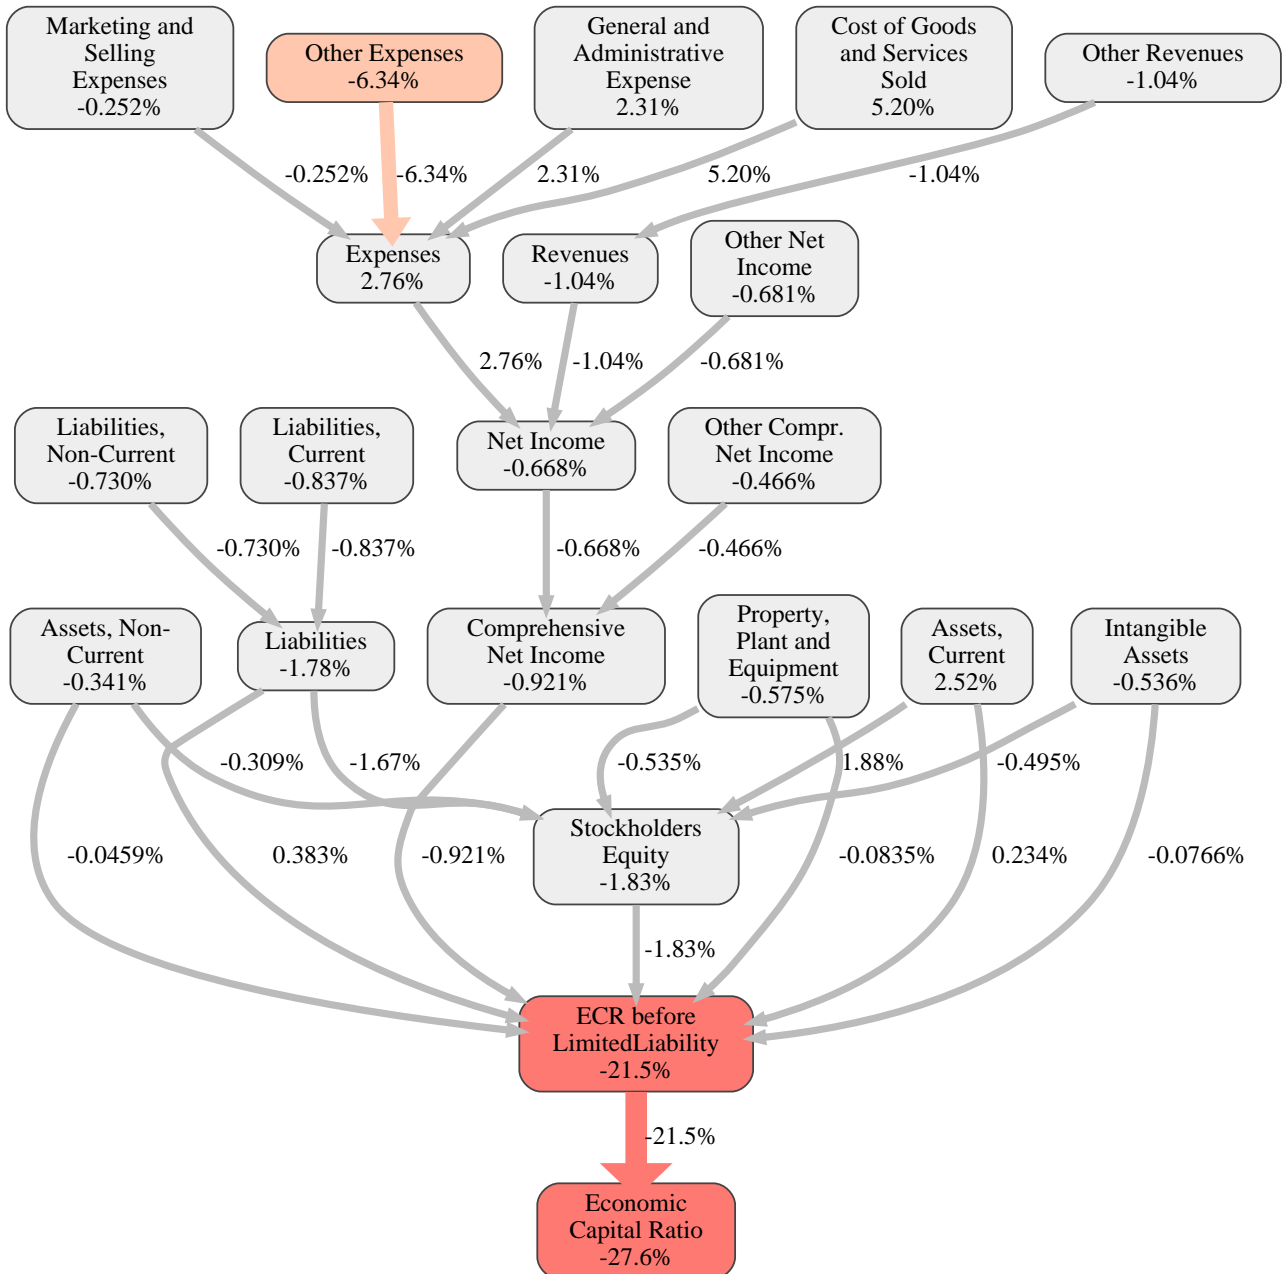 Marketing and
Selling
Expenses
-0.252%
Other Expenses
-6.34%
General and
Administrative
Expense
2.31%
Cost of Goods
and Services
Sold
5.20%
Other Revenues
-1.04%
-0.252%
-6.34%
2.31%
5.20%
-1.04%
Expenses
2.76%
Revenues
-1.04%
Other Net
Income
-0.681%
2.76%
-1.04%
-0.681%
Liabilities,
Non-Current
-0.730%
Liabilities,
Current
-0.837%
Net Income
-0.668%
Other Compr.
Net Income
-0.466%
-0.730%
-0.837%
-0.668%
-0.466%
Assets, Non-
Current
-0.341%
Liabilities
-1.78%
Comprehensive
Net Income
-0.921%
Property,
Plant and
Equipment
-0.575%
Assets,
Current
2.52%
Intangible
Assets
-0.536%
-0.309%
-1.67%
-0.535%
1.88%
-0.495%
-0.0459%
0.383%
-0.921%
Stockholders
Equity
-1.83%
-0.0835%
0.234%
-0.0766%
-1.83%
ECR before
LimitedLiability
-21.5%
-21.5%
Economic
Capital Ratio
-27.6%